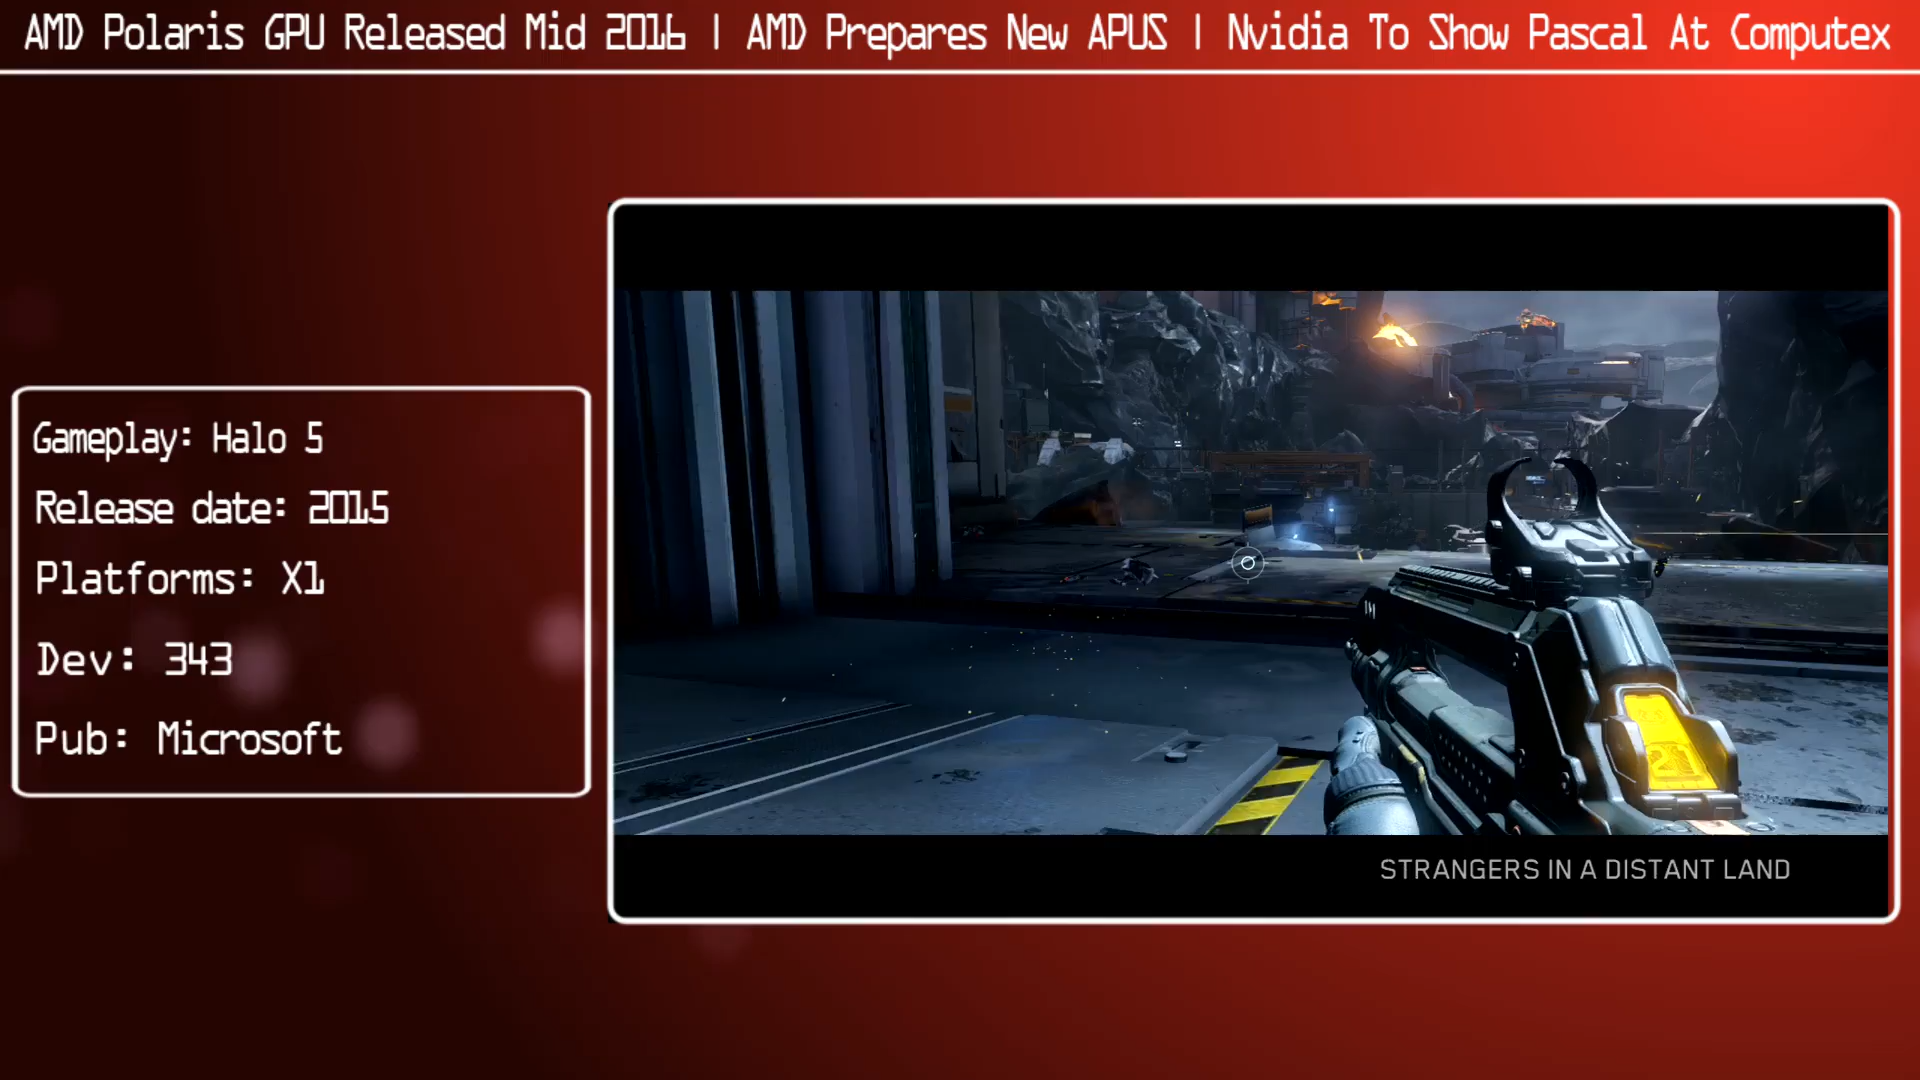 AMD Polaris GPU Released Mid 2016 | AMD Prepares New APUS | Nvidia To Show Pascal At Computex
Gameplay: Halo 5
Release date: 2015
Platforms: X1
Dev: 343
Pub: Microsoft
21
STRANGERS IN A DISTANT LAND